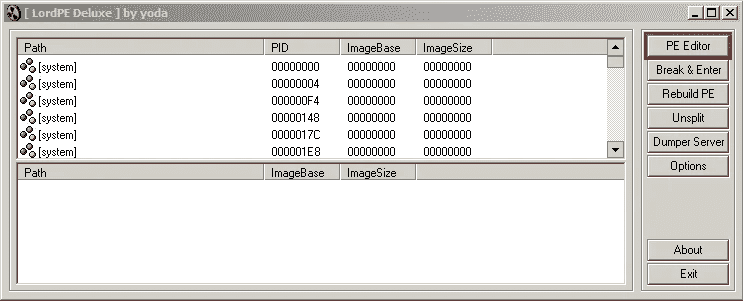 [ LordPE Deluxe ] by yoda
Path PID ImageBase ImageSize
[system] 00000000 00000000 00000000
[system] 00000004 00000000 00000000
[system] 000000F4 00000000 00000000
[system] 00000148 00000000 00000000
[system] 0000017C 00000000 00000000
[system] 000001E8 00000000 00000000
Path ImageBase ImageSize
PE Editor
Break & Enter
Rebuild PE
Unsplit
Dumper Server
Options
About
Exit